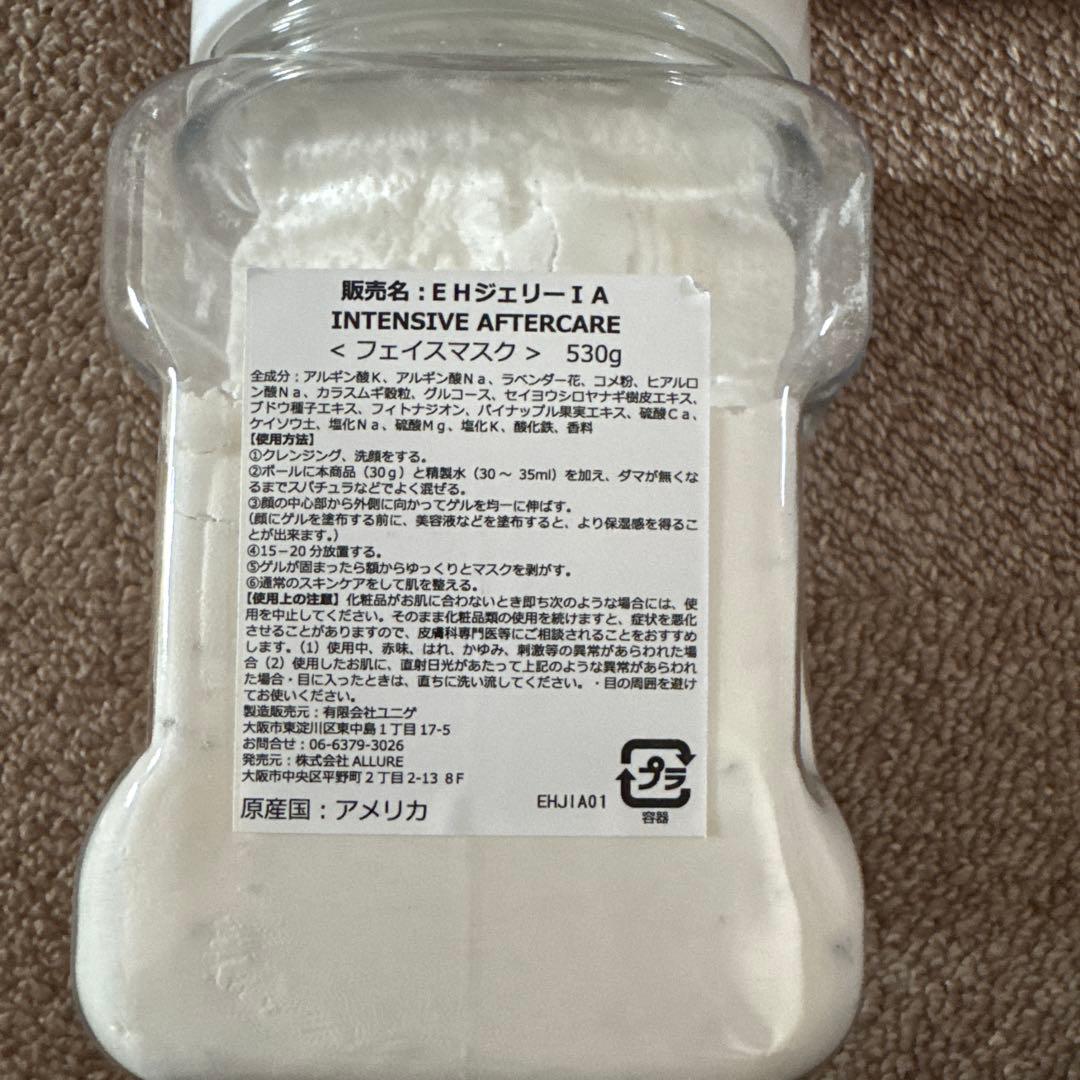 販売名：ＥＨジェリーＩＡ
INTENSIVE AFTERCARE
< フェイスマスク >　530g
全成分：アルギン酸Ｋ、アルギン酸Ｎａ、ラベンダー花、コメ粉、ヒアルロ
ン酸Ｎａ、カラスムギ穀粒、グルコース、セイヨウシロヤナギ樹皮エキス、
ブドウ種子エキス、フィトナジオン、パイナップル果実エキス、硫酸Ｃａ、
ケイソウ土、塩化Ｎａ、硫酸Ｍｇ、塩化Ｋ、酸化鉄、香料
【使用方法】
①クレンジング、洗顔をする。
②ボールに本商品（30ｇ）と精製水（30 ～ 35ml）を加え、ダマが無くな
るまでスパチュラなどでよく混ぜる。
③顔の中心部から外側に向かってゲルを均一に伸ばす。
（顔にゲルを塗布する前に、美容液などを塗布すると、より保湿感を得るこ
とが出来ます。）
④15－20 分放置する。
⑤ゲルが固まったら額からゆっくりとマスクを剥がす。
⑥通常のスキンケアをして肌を整える。
【使用上の注意】化粧品がお肌に合わないとき即ち次のような場合には、使
用を中止してください。そのまま化粧品類の使用を続けますと、症状を悪化
させることがありますので、皮膚科専門医等にご相談されることをおすすめ
します。（1）使用中、赤味、はれ、かゆみ、刺激等の異常があらわれた場
合（2）使用したお肌に、直射日光があたって上記のような異常があらわれ
た場合・目に入ったときは、直ちに洗い流してください。・目の周囲を避け
てお使いください。
製造販売元：有限会社ユニゲ
大阪市東淀川区東中島１丁目 17-5
お問合せ：06-6379-3026
発売元：株式会社 ALLURE
大阪市中央区平野町２丁目 2-13 ８Ｆ
原産国：アメリカ
EHJIA01
プラ
容器